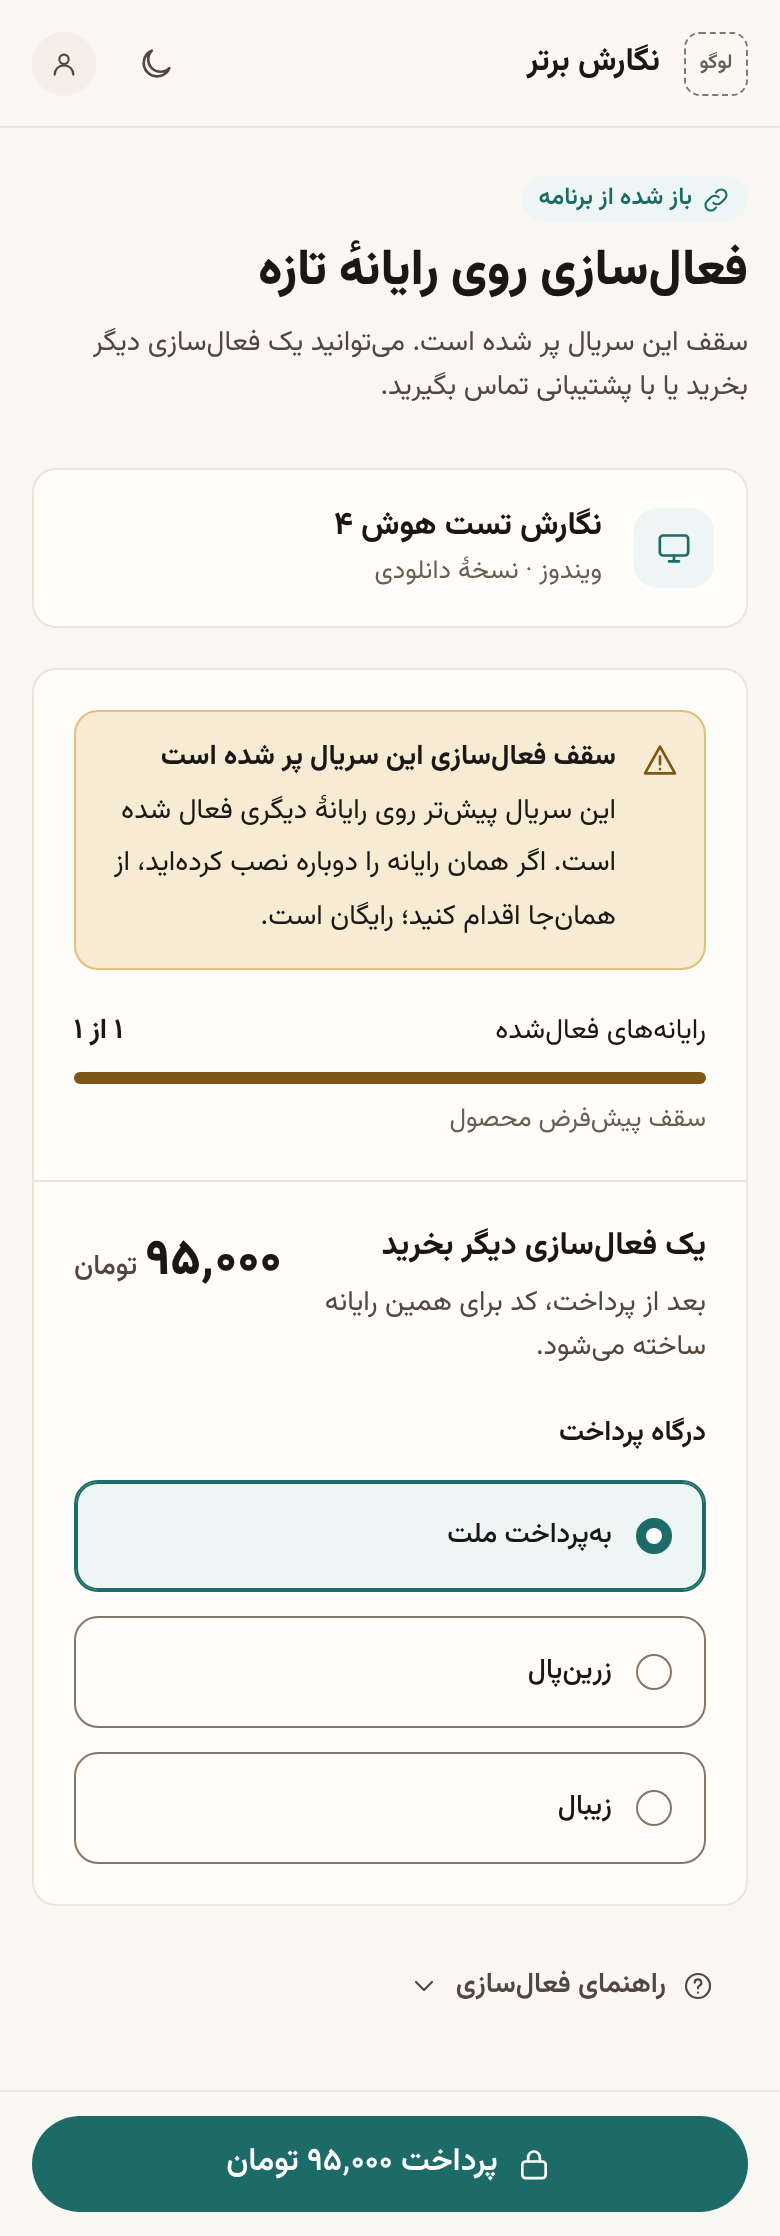 لوگو
نگارش برتر
باز شده از برنامه
فعال‌سازی روی رایانهٔ تازه
سقف این سریال پر شده است. می‌توانید یک فعال‌سازی دیگر
بخرید یا با پشتیبانی تماس بگیرید.
نگارش تست هوش ۴
ویندوز · نسخهٔ دانلودی
سقف فعال‌سازی این سریال پر شده است
این سریال پیش‌تر روی رایانهٔ دیگری فعال شده
است. اگر همان رایانه را دوباره نصب کرده‌اید، از
همان‌جا اقدام کنید؛ رایگان است.
رایانه‌های فعال‌شده
۱ از ۱
سقف پیش‌فرض محصول
یک فعال‌سازی دیگر بخرید
۹۵,۰۰۰ تومان
بعد از پرداخت، کد برای همین رایانه
ساخته می‌شود.
درگاه پرداخت
به‌پرداخت ملت
زرین‌پال
زیبال
راهنمای فعال‌سازی
پرداخت ۹۵,۰۰۰ تومان